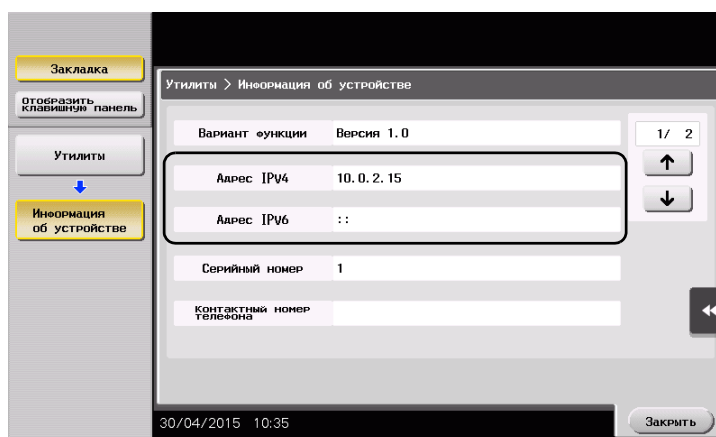 Закладка
Отобразить
клавишную панель
Утилиты
Информация
об устройстве
Утилиты > Информация об устройстве
Вариант функции Версия 1.0
1/ 2
Адрес IPv4 10.0.2.15
Адрес IPv6 ::
Серийный номер 1
Контактный номер
телефона
30/04/2015 10:35
Закрыть